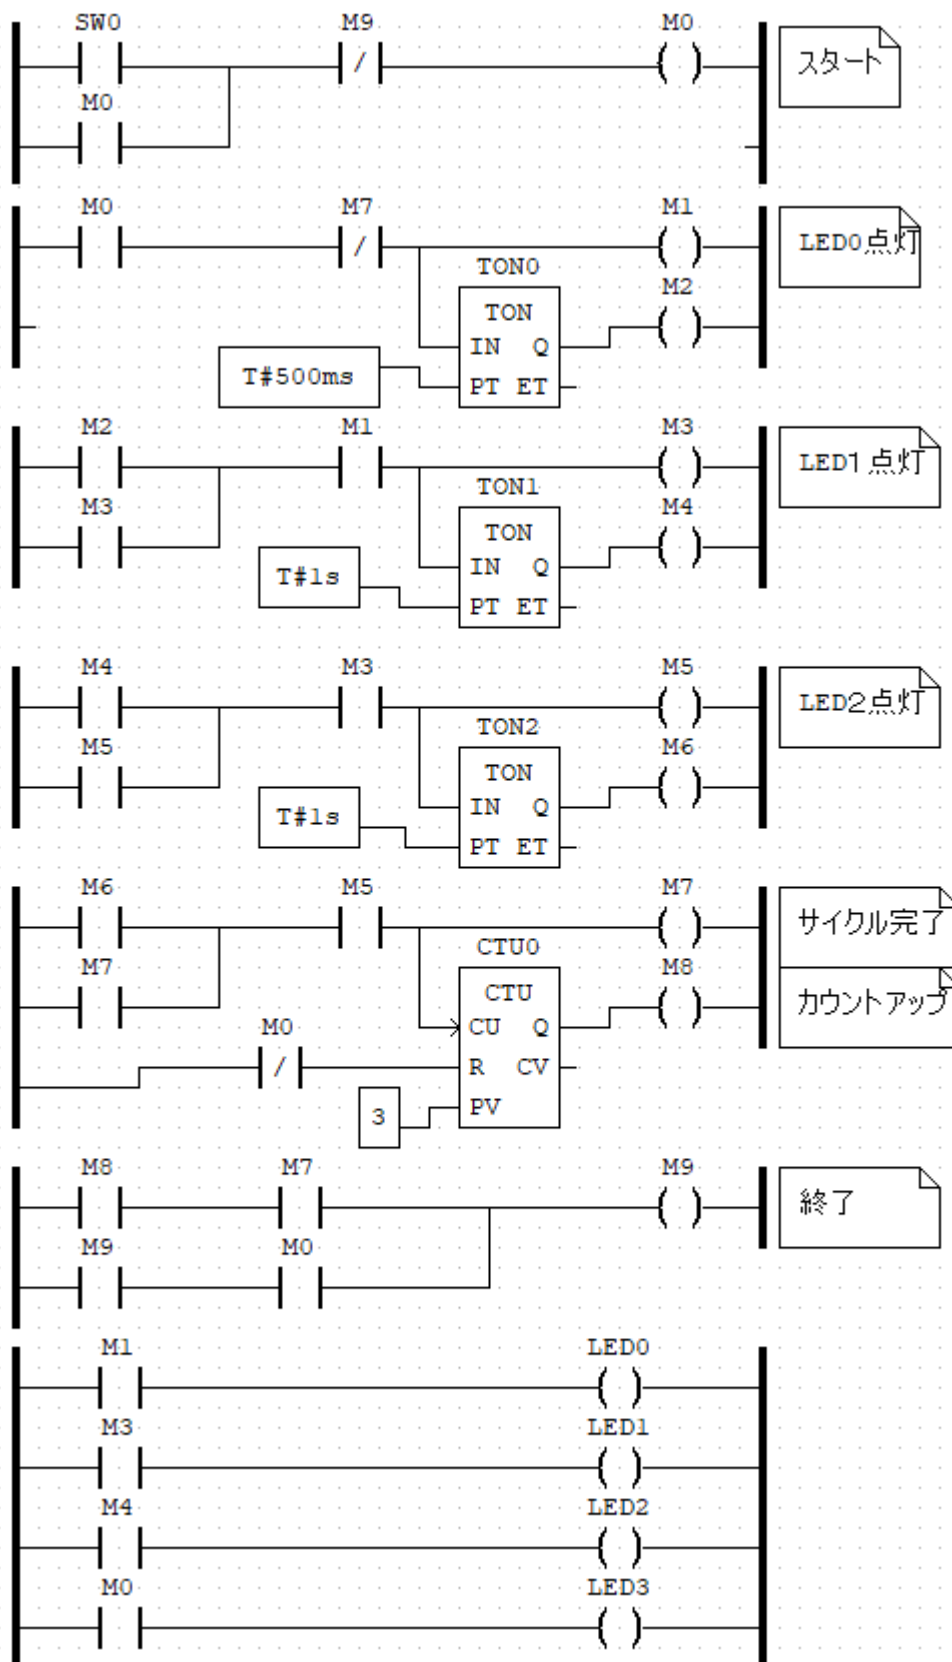 SW0 M9 M0
スタート
/
M0
M0 M7 M1
LED0点灯
/
TON0
M2
TON
IN Q
T#500ms
PT ET
M2 M1 M3
LED1点灯
TON1
M3 M4
TON
IN Q
T#1s
PT ET
M4 M3 M5
LED2点灯
TON2
M5 M6
TON
IN Q
T#1s
PT ET
M6 M5 M7
サイクル完了
CTU0
M7 M8
CTU
カウントアップ
M0
CU Q
/
R CV
3
PV
M8 M7 M9
終了
M9 M0
M1 LED0
M3 LED1
M4 LED2
M0 LED3